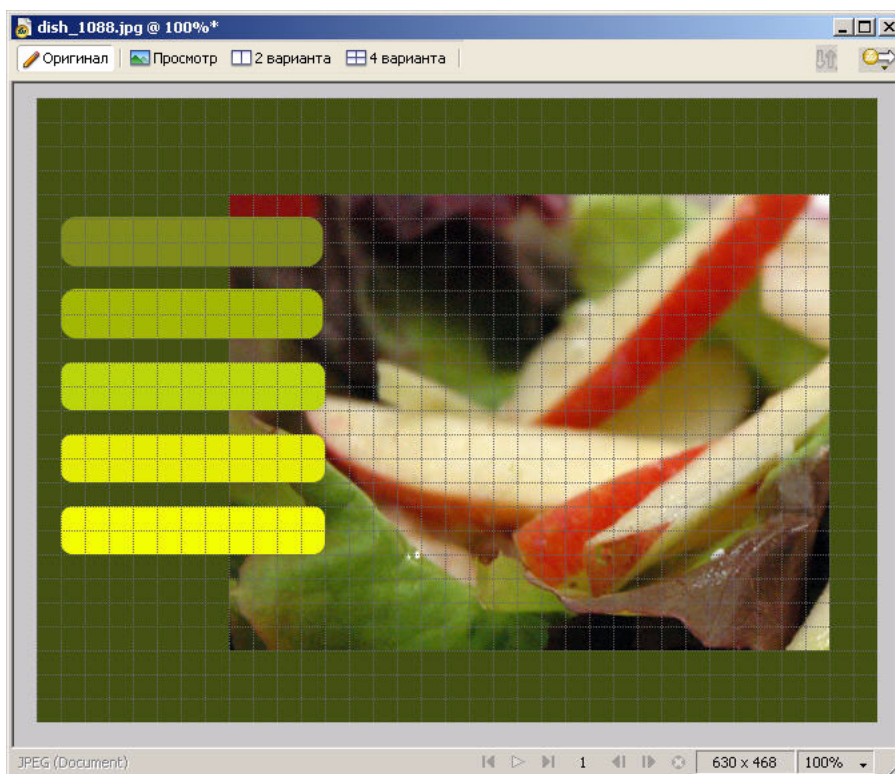 dish_1088.jpg @ 100%*
Оригинал Просмотр 2 варианта 4 варианта
JPEG (Document) 1 630 x 468 100%